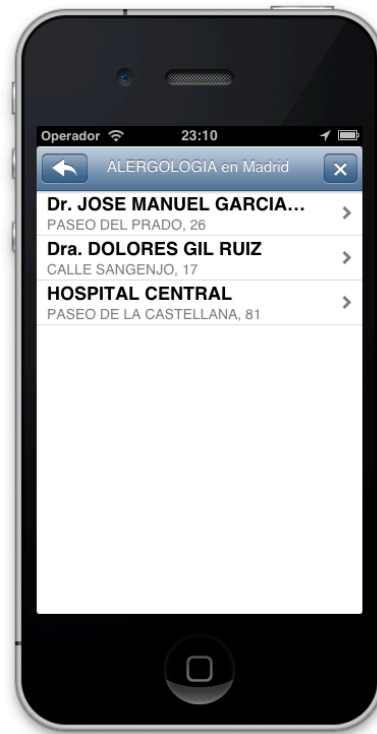 Operador 23:10
ALERGOLOGIA en Madrid
Dr. JOSE MANUEL GARCIA...
PASEO DEL PRADO, 26
Dra. DOLORES GIL RUIZ
CALLE SANGENJO, 17
HOSPITAL CENTRAL
PASEO DE LA CASTELLANA, 81